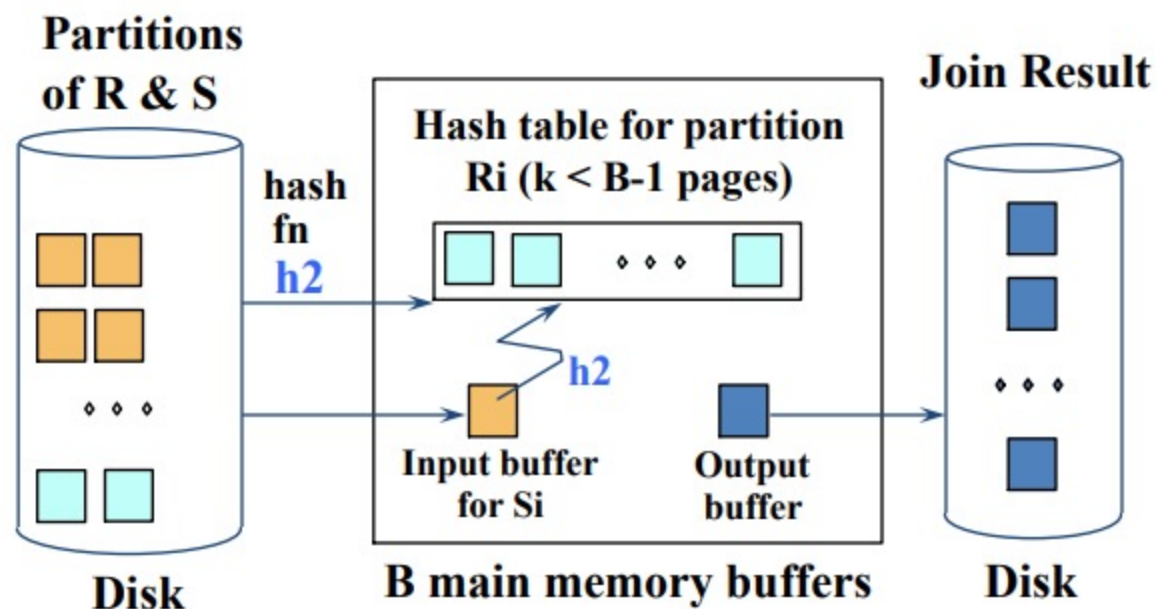 Partitions
of R & S
hash
fn
h2
Disk
Hash table for partition
Ri (k < B-1 pages)
h2
Input buffer
for Si
Output
buffer
B main memory buffers
Join Result
Disk